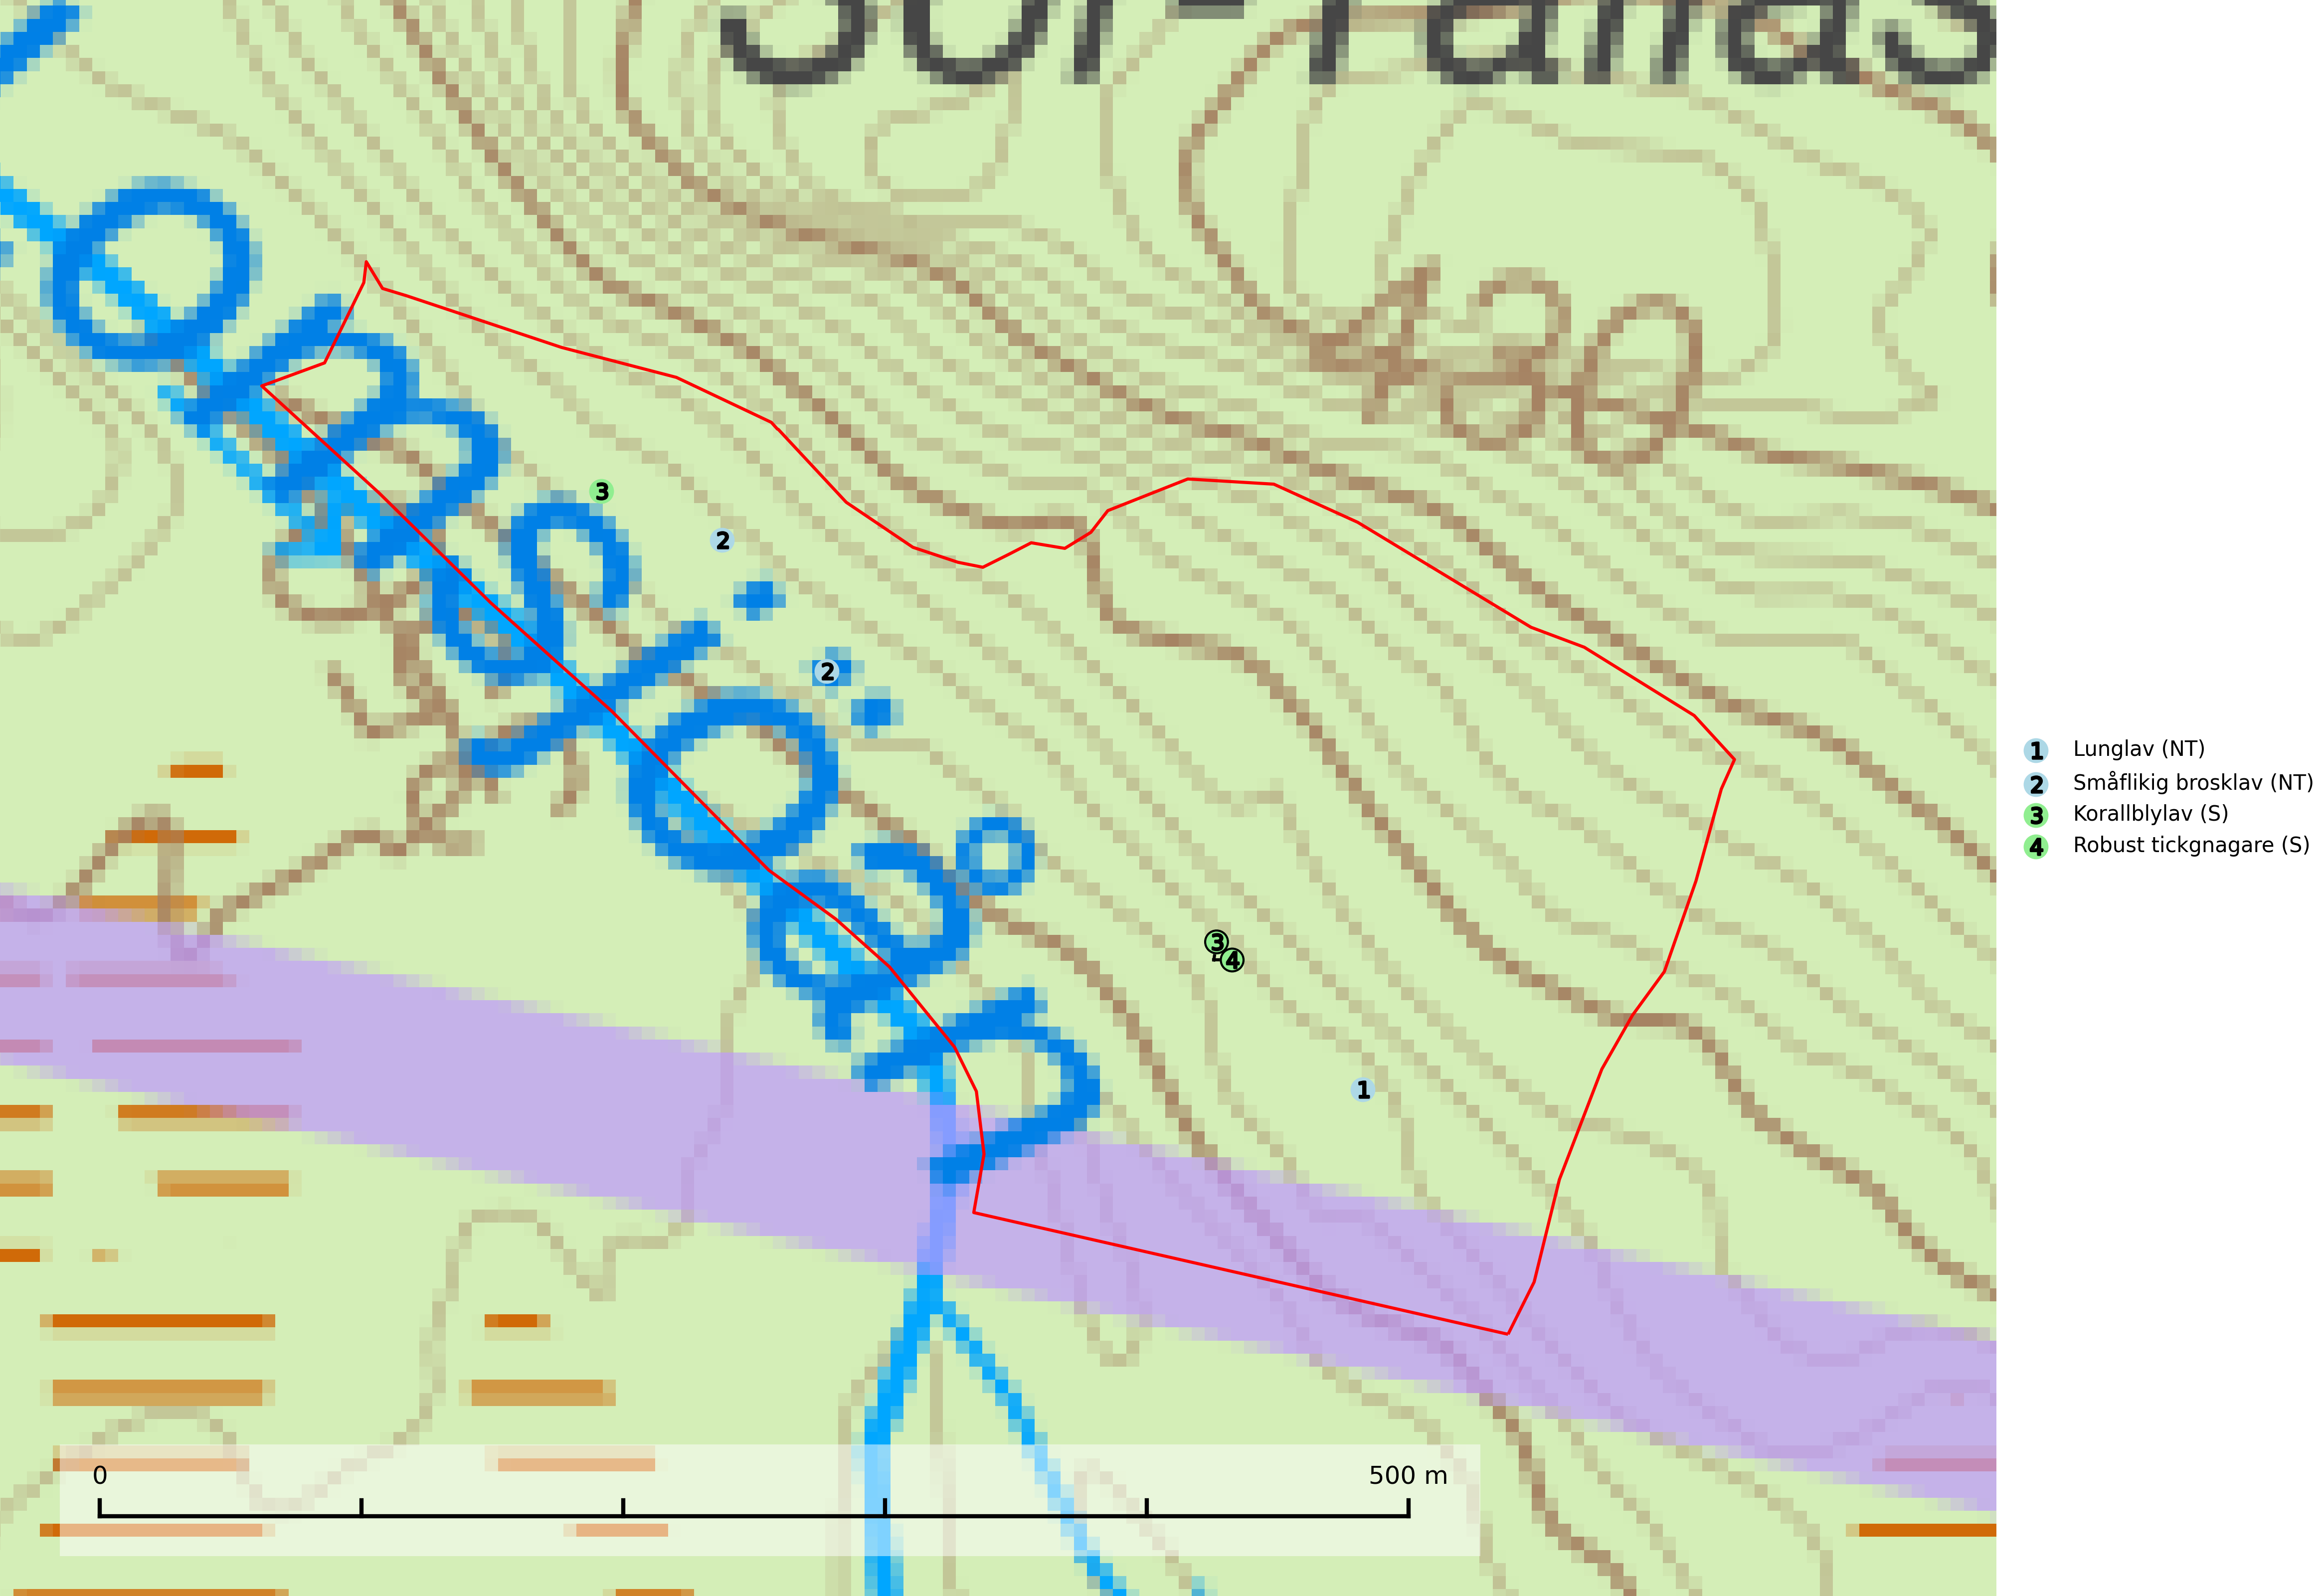 0
500 m
3
2
2
3
4
1
1 Lunglav (NT)
2 Småflikig brosklav (NT)
3 Korallblylav (S)
4 Robust tickgnagare (S)